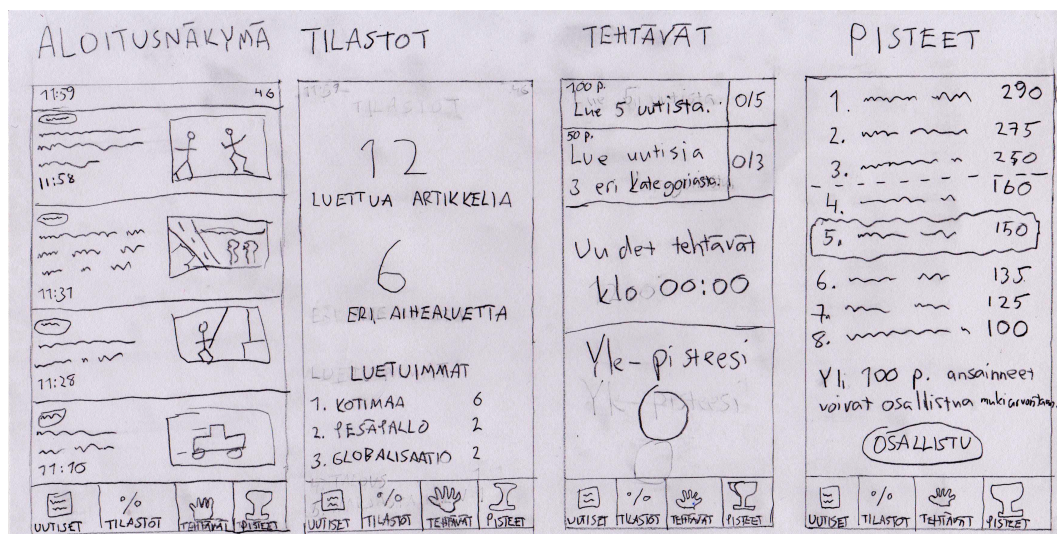 ALOITUSNÄKYMÄ
11:59 46
11:58
11:31
11:28
11:10
UUTISET TILASTOT TEHTÄVÄT PISTEET
TILASTOT
12
LUETTUA ARTIKKELIA
6
ERI AIHEALUETTA
LUETUIMMAT
1. KOTIMAA 6
2. PESÄPALLO 2
3. GLOBALISAATIO 2
UUTISET TILASTOT TEHTÄVÄT PISTEET
TEHTÄVÄT
100 p.
Lue 5 uutista. 0/5
50 p.
Lue uutisia 0/3
3 eri kategoriasta.
Uudet tehtävät
klo 00:00
Yle-pisteesi
UUTISET TILASTOT TEHTÄVÄT PISTEET
PISTEET
1. 290
2. 275
3. 250
4. 160
5. 150
6. 135
7. 125
8. 100
Yli 100 p. ansainneet
voivat osallistua mukiarvontaan.
OSALLISTU
UUTISET TILASTOT TEHTÄVÄT PISTEET